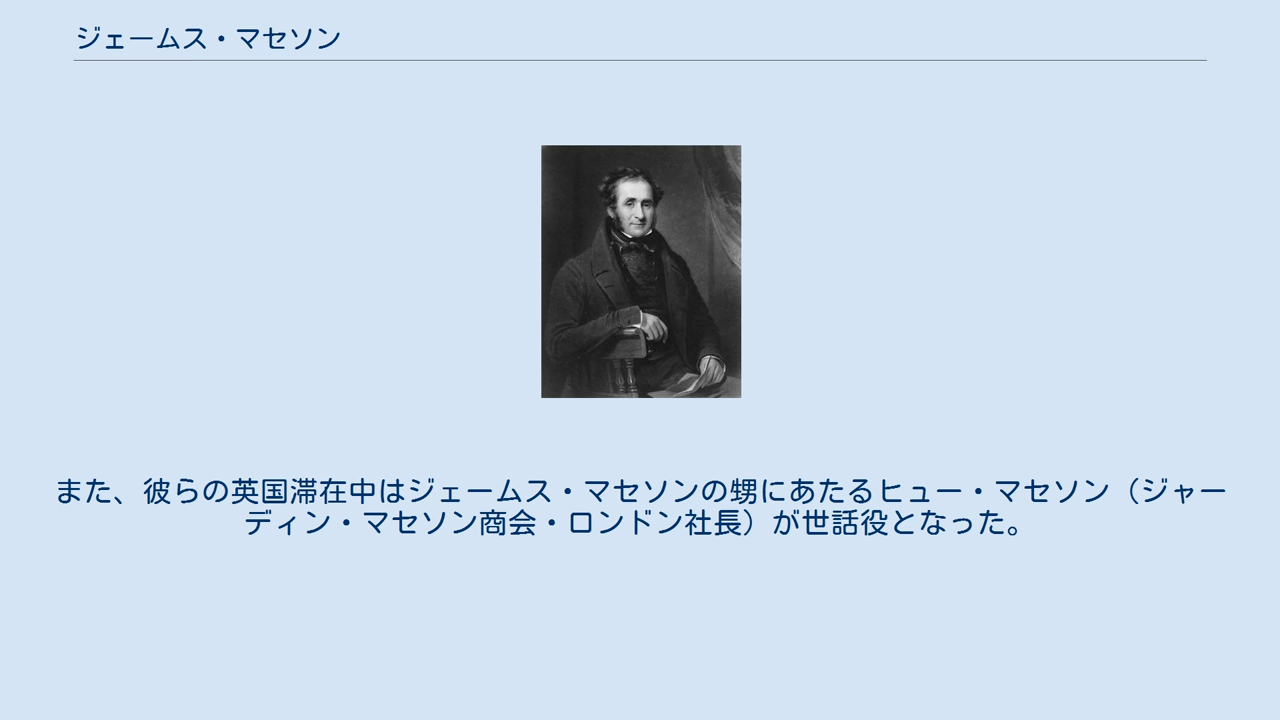 ジェームス・マセソン
また、彼らの英国滞在中はジェームス・マセソンの甥にあたるヒュー・マセソン（ジャー
ディン・マセソン商会・ロンドン社長）が世話役となった。